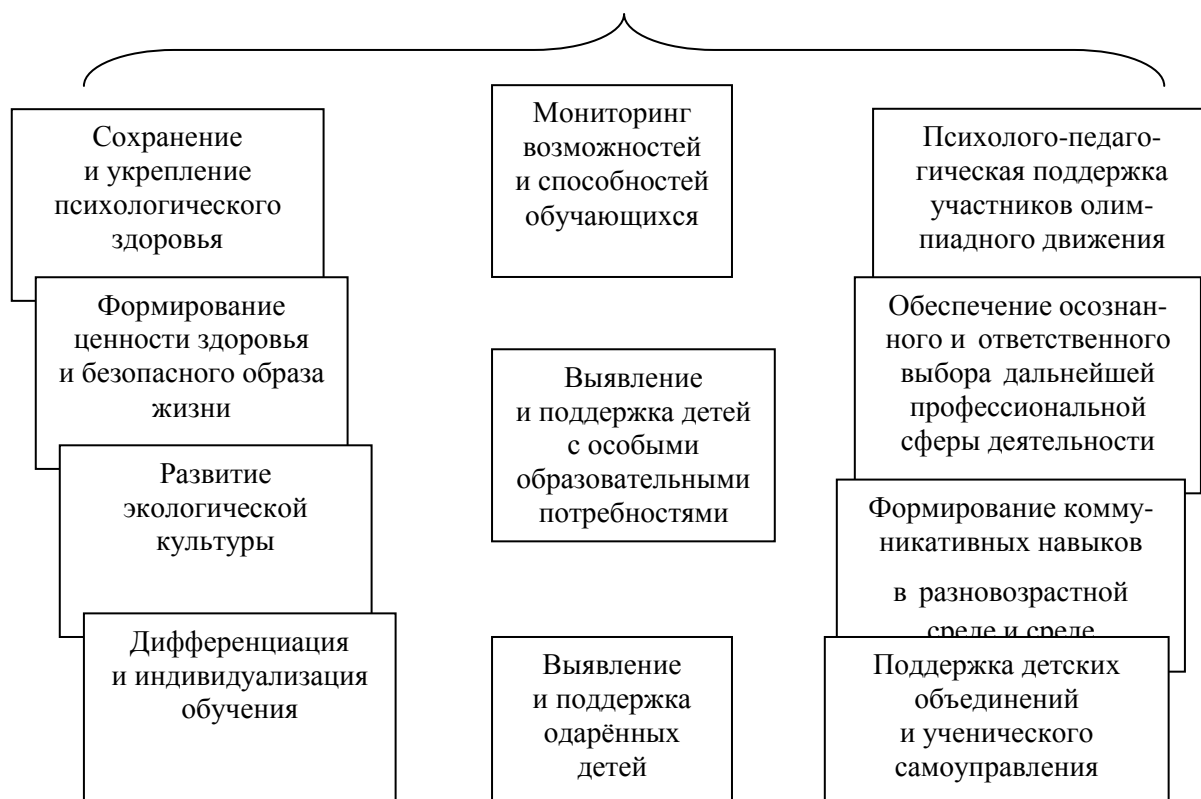 Сохранение
и укрепление
психологического
здоровья
Формирование
ценности здоровья
и безопасного образа
жизни
Развитие
экологической
культуры
Дифференциация
и индивидуализация
обучения
Мониторинг
возможностей
и способностей
обучающихся
Выявление
и поддержка детей
с особыми
образовательными
потребностями
Выявление
и поддержка
одарённых
детей
Психолого-педаго-
гическая поддержка
участников олим-
пиадного движения
Обеспечение осознан-
ного и ответственного
выбора дальнейшей
профессиональной
сферы деятельности
Формирование комму-
никативных навыков
в разновозрастной
среде и среде
Поддержка детских
объединений
и ученического
самоуправления